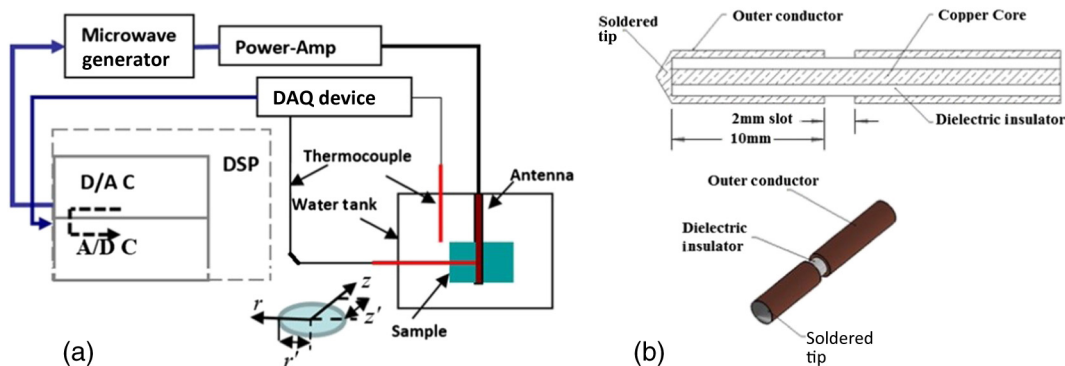 Microwave
generator
Power-Amp
DAQ device
DSP
D/A C
A/D C
Thermocouple
Water tank
Antenna
Sample
z
z'
r
r'
(a)
Soldered
tip
Outer conductor
Copper Core
2mm slot
10mm
Dielectric insulator
Outer conductor
Dielectric
insulator
Soldered
tip
(b)